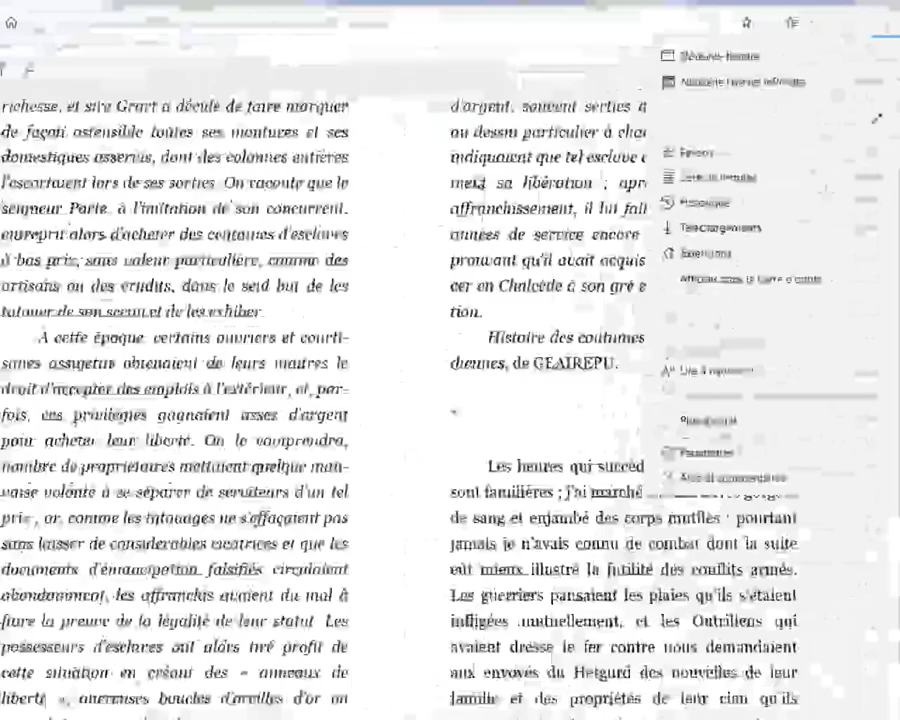 richesse, et sire Grart a décidé de faire marquer
de façon ostensible toutes ses montures et ses
domestiques asservis, dont des colonnes entières
l'escortaient lors de ses sorties. On raconte que le
seigneur Parte, à l'imitation de son concurrent,
entreprit alors d'acheter des centaines d'esclaves
à bas prix, sans valeur particulière, comme des
artisans ou des érudits, dans le seul but de les
tatouer de son sceau et de les exhiber.
À cette époque certains ouvriers et courti-
sanes assujettis obtenaient de leurs maîtres le
droit d'accepter des emplois à l'extérieur, et, par-
fois, ces privilégiés gagnaient assez d'argent
pour acheter leur liberté. On le comprendra,
nombre de propriétaires mettaient quelque mau-
vaise volonté à se séparer de serviteurs d'un tel
prix, or, comme les tatouages ne s'effaçaient pas
sans laisser de considérables cicatrices et que les
documents d'émancipation falsifiés circulaient
abondamment, les affranchis avaient du mal à
faire la preuve de la légalité de leur statut. Les
possesseurs d'esclaves ont alors tiré profit de
cette situation en créant des « anneaux de
liberté », onéreuses boucles d'oreilles d'or ou
d'argent, souvent serties d
au dessin particulier à cha
indiquaient que tel esclave
sa libération ; apr
affranchissement, il lui fall
années de service encore
prouvant qu'il avait acquis
cer en Chalcède à son gré e
tion.
Histoire des coutumes
diennes, de GEAIREPU.
Les heures qui succéd
sont familières ; j'ai marché
de sang et enjambé des corps mutilés ; pourtant
jamais je n'avais connu de combat dont la suite
eût mieux illustré la futilité des conflits armés.
Les guerriers pansaient les plaies qu'ils s'étaient
infligées mutuellement, et les Outrîliens qui
avaient dressé le fer contre nous demandaient
aux envoyés du Hetgurd des nouvelles de leur
famille et des propriétés de leur clan qu'ils
Favoris
Historique
Téléchargements
Extensions
Paramètres